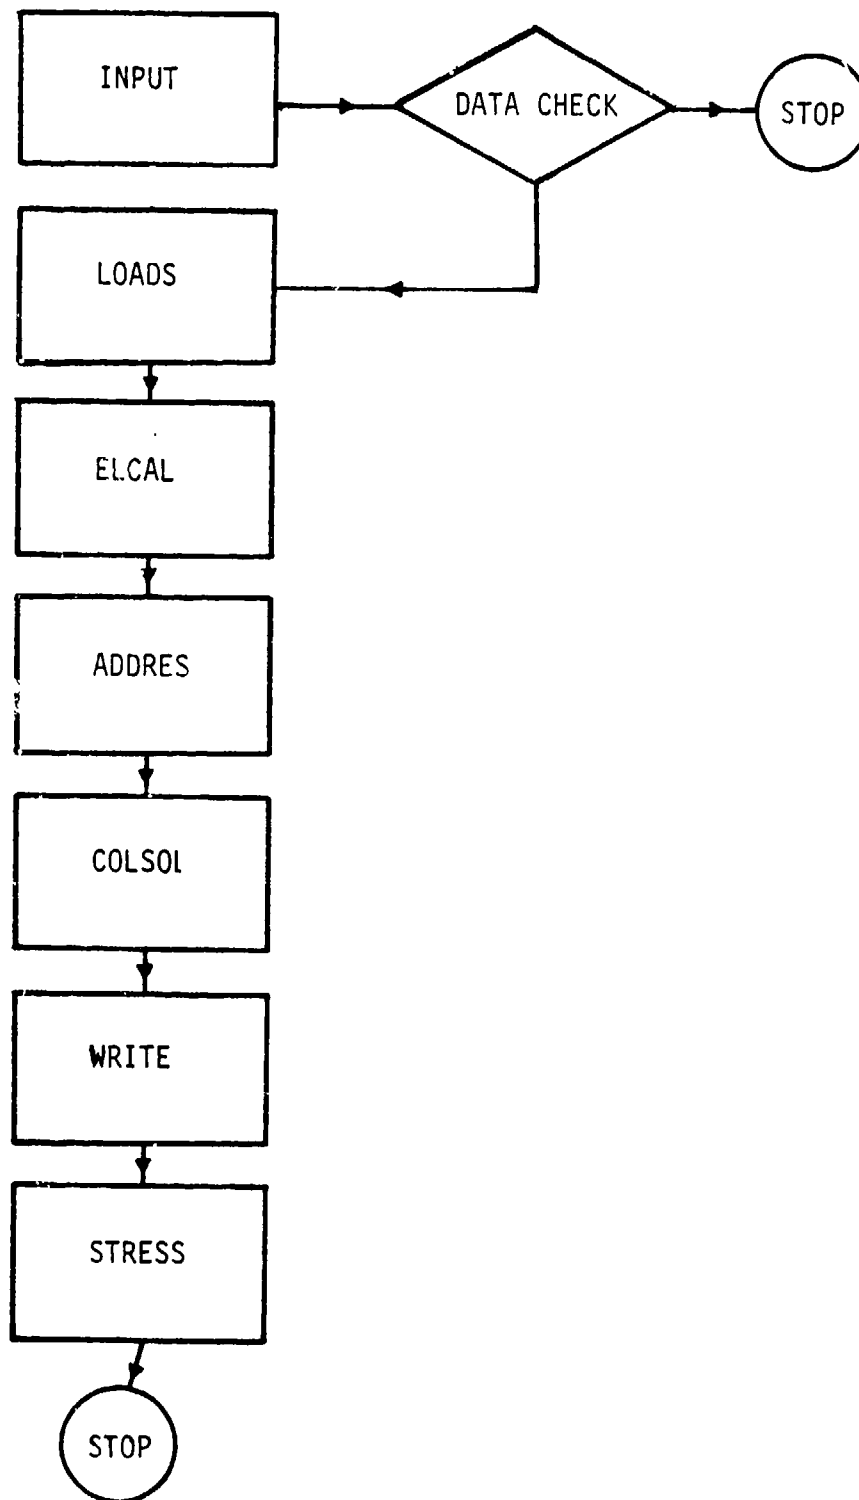 INPUT
DATA CHECK
STOP
LOADS
ELCAL
ADDRES
COLSOL
WRITE
STRESS
STOP